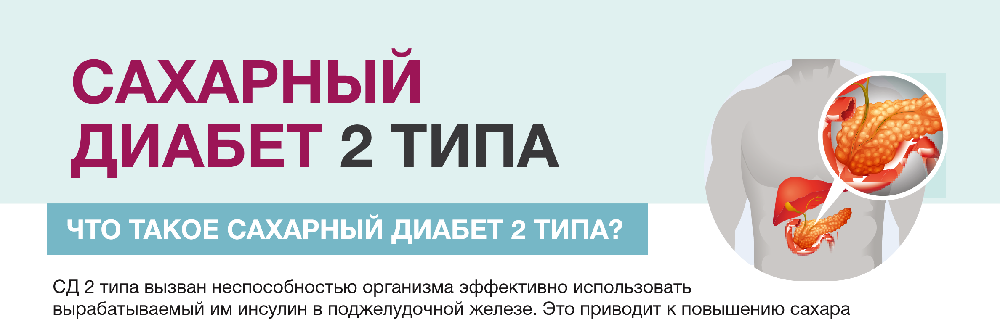 САХАРНЫЙ
ДИАБЕТ 2 ТИПА
ЧТО ТАКОЕ САХАРНЫЙ ДИАБЕТ 2 ТИПА?
СД 2 типа вызван неспособностью организма эффективно использовать
вырабатываемый им инсулин в поджелудочной железе. Это приводит к повышению сахара